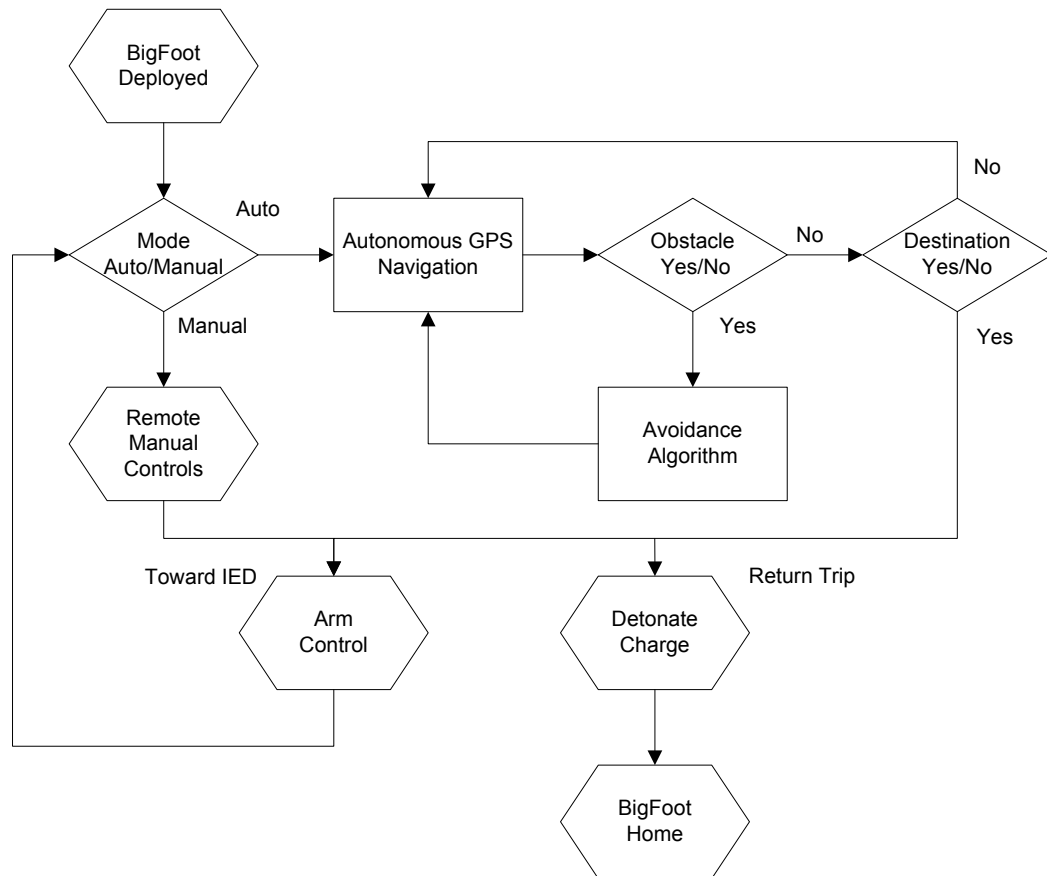 BigFoot
Deployed
No
Auto
Mode
Auto/Manual
Autonomous GPS
Navigation
Obstacle
Yes/No
No
Destination
Yes/No
Manual
Yes
Yes
Remote
Manual
Controls
Avoidance
Algorithm
Toward IED
Return Trip
Arm
Control
Detonate
Charge
BigFoot
Home